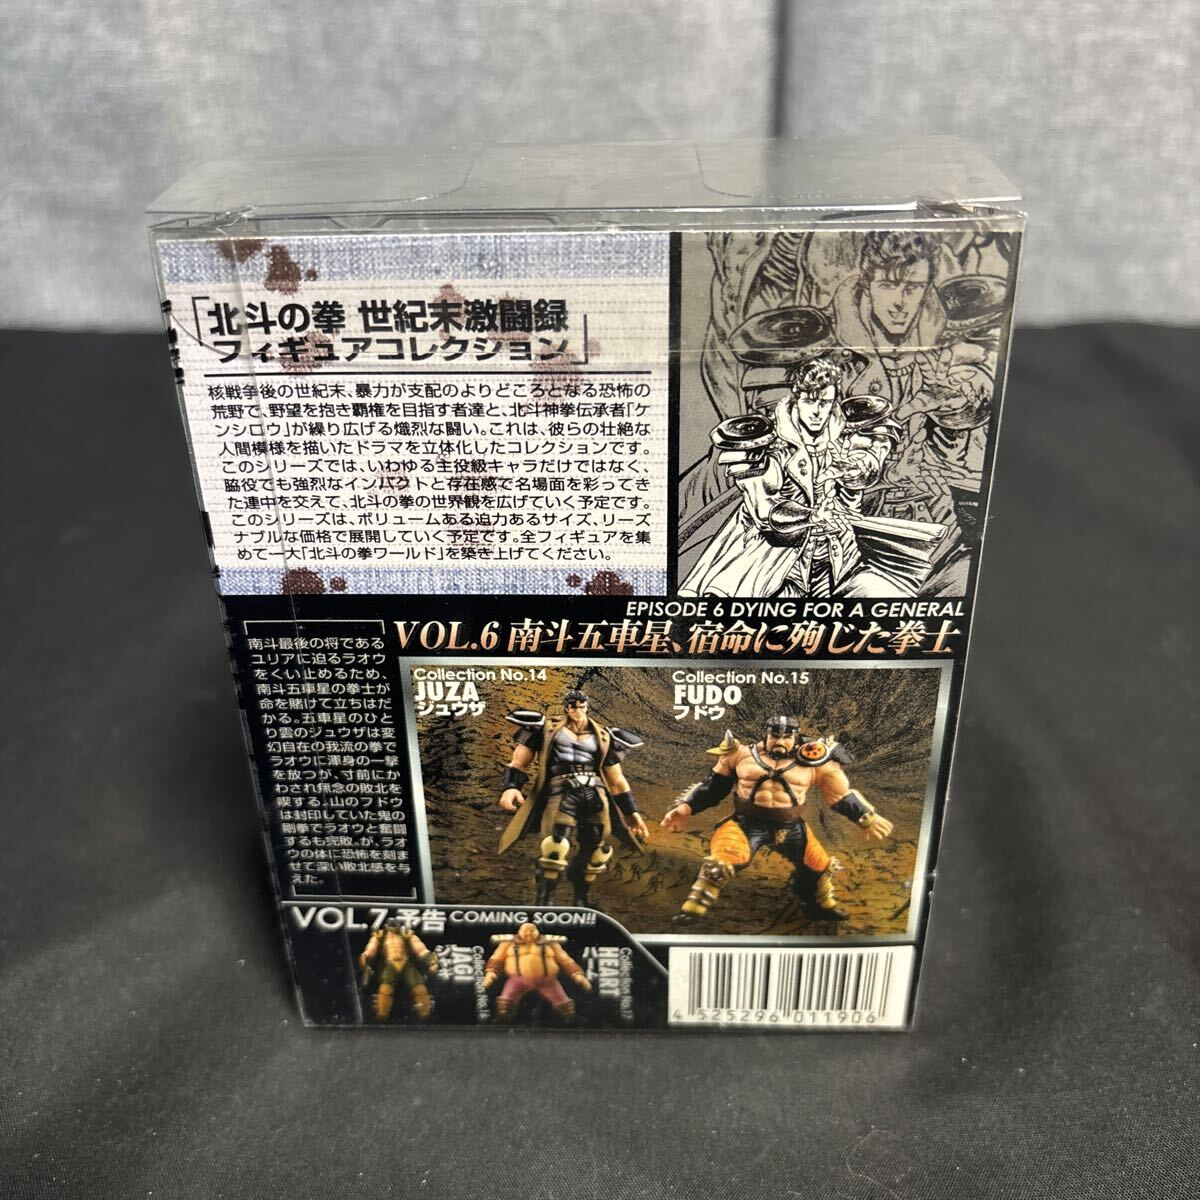 「北斗の拳 世紀末激闘録
フィギュアコレクション」
核戦争後の世紀末、暴力が支配のよりどころとなる恐怖の
荒野で、野望を抱き覇権を目指す者達と、北斗神拳伝承者「ケ
ンシロウ」が繰り広げる熾烈な闘い。これは、彼らの壮絶な
人間模様を描いたドラマを立体化したコレクションです。
このシリーズでは、いわゆる主役級キャラだけではなく、
脇役でも強烈なインパクトと存在感で名場面を彩ってき
た連中を交えて、北斗の拳の世界観を広げていく予定です。
このシリーズは、ボリュームある迫力あるサイズ、リーズ
ナブルな価格で展開していく予定です。全フィギュアを集
めて一大「北斗の拳ワールド」を築き上げてください。
EPISODE 6 DYING FOR A GENERAL
VOL.6 南斗五車星、宿命に殉じた拳士
南斗最後の将である
ユリアに迫るラオウ
をくい止めるため、
南斗五車星の拳士が
命を賭けて立ちはだ
かる。五車星のひと
り雲のジュウザは変
幻自在の我流の拳で
ラオウに渾身の一撃
を放つが、寸前にか
わされ無念の敗北を
喫する。山のフドウ
は封印していた鬼の
剛拳でラオウと奮闘
するも完敗。が、ラオ
ウの体に恐怖を刻ま
せて深い敗北感を与
えた。
Collection No.14
JUZA
ジュウザ
Collection No.15
FUDO
フドウ
VOL.7 予告 COMING SOON!!
Collection No.16
JAGI
ジャギ
Collection No.17
HEART
ハート
4 525296 011906